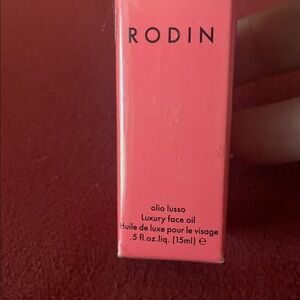 RODIN
olio lusso
Luxury face oil
Huile de luxe pour le visage
.5 fl.oz.liq. (15ml) ℮